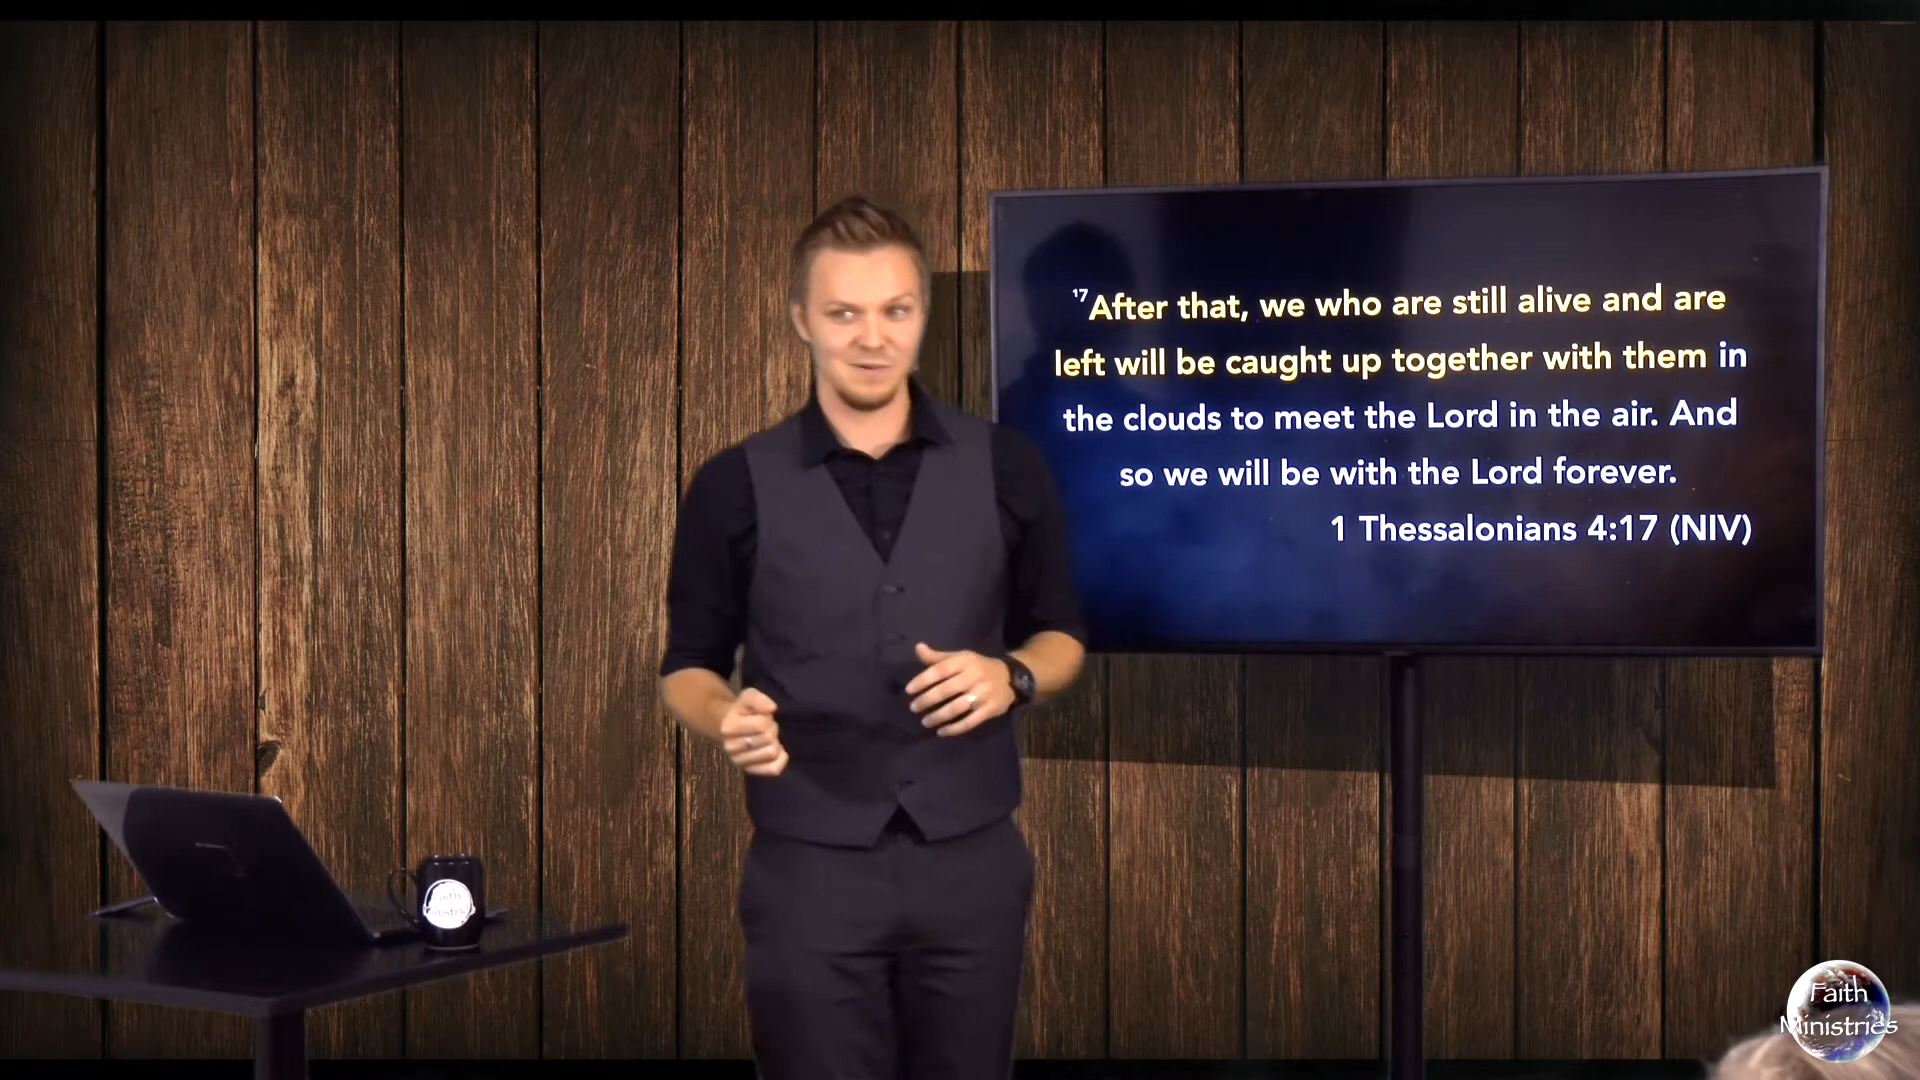 ¹⁷After that, we who are still alive and are
left will be caught up together with them in
the clouds to meet the Lord in the air. And
so we will be with the Lord forever.
1 Thessalonians 4:17 (NIV)
Faith
Ministries
Faith